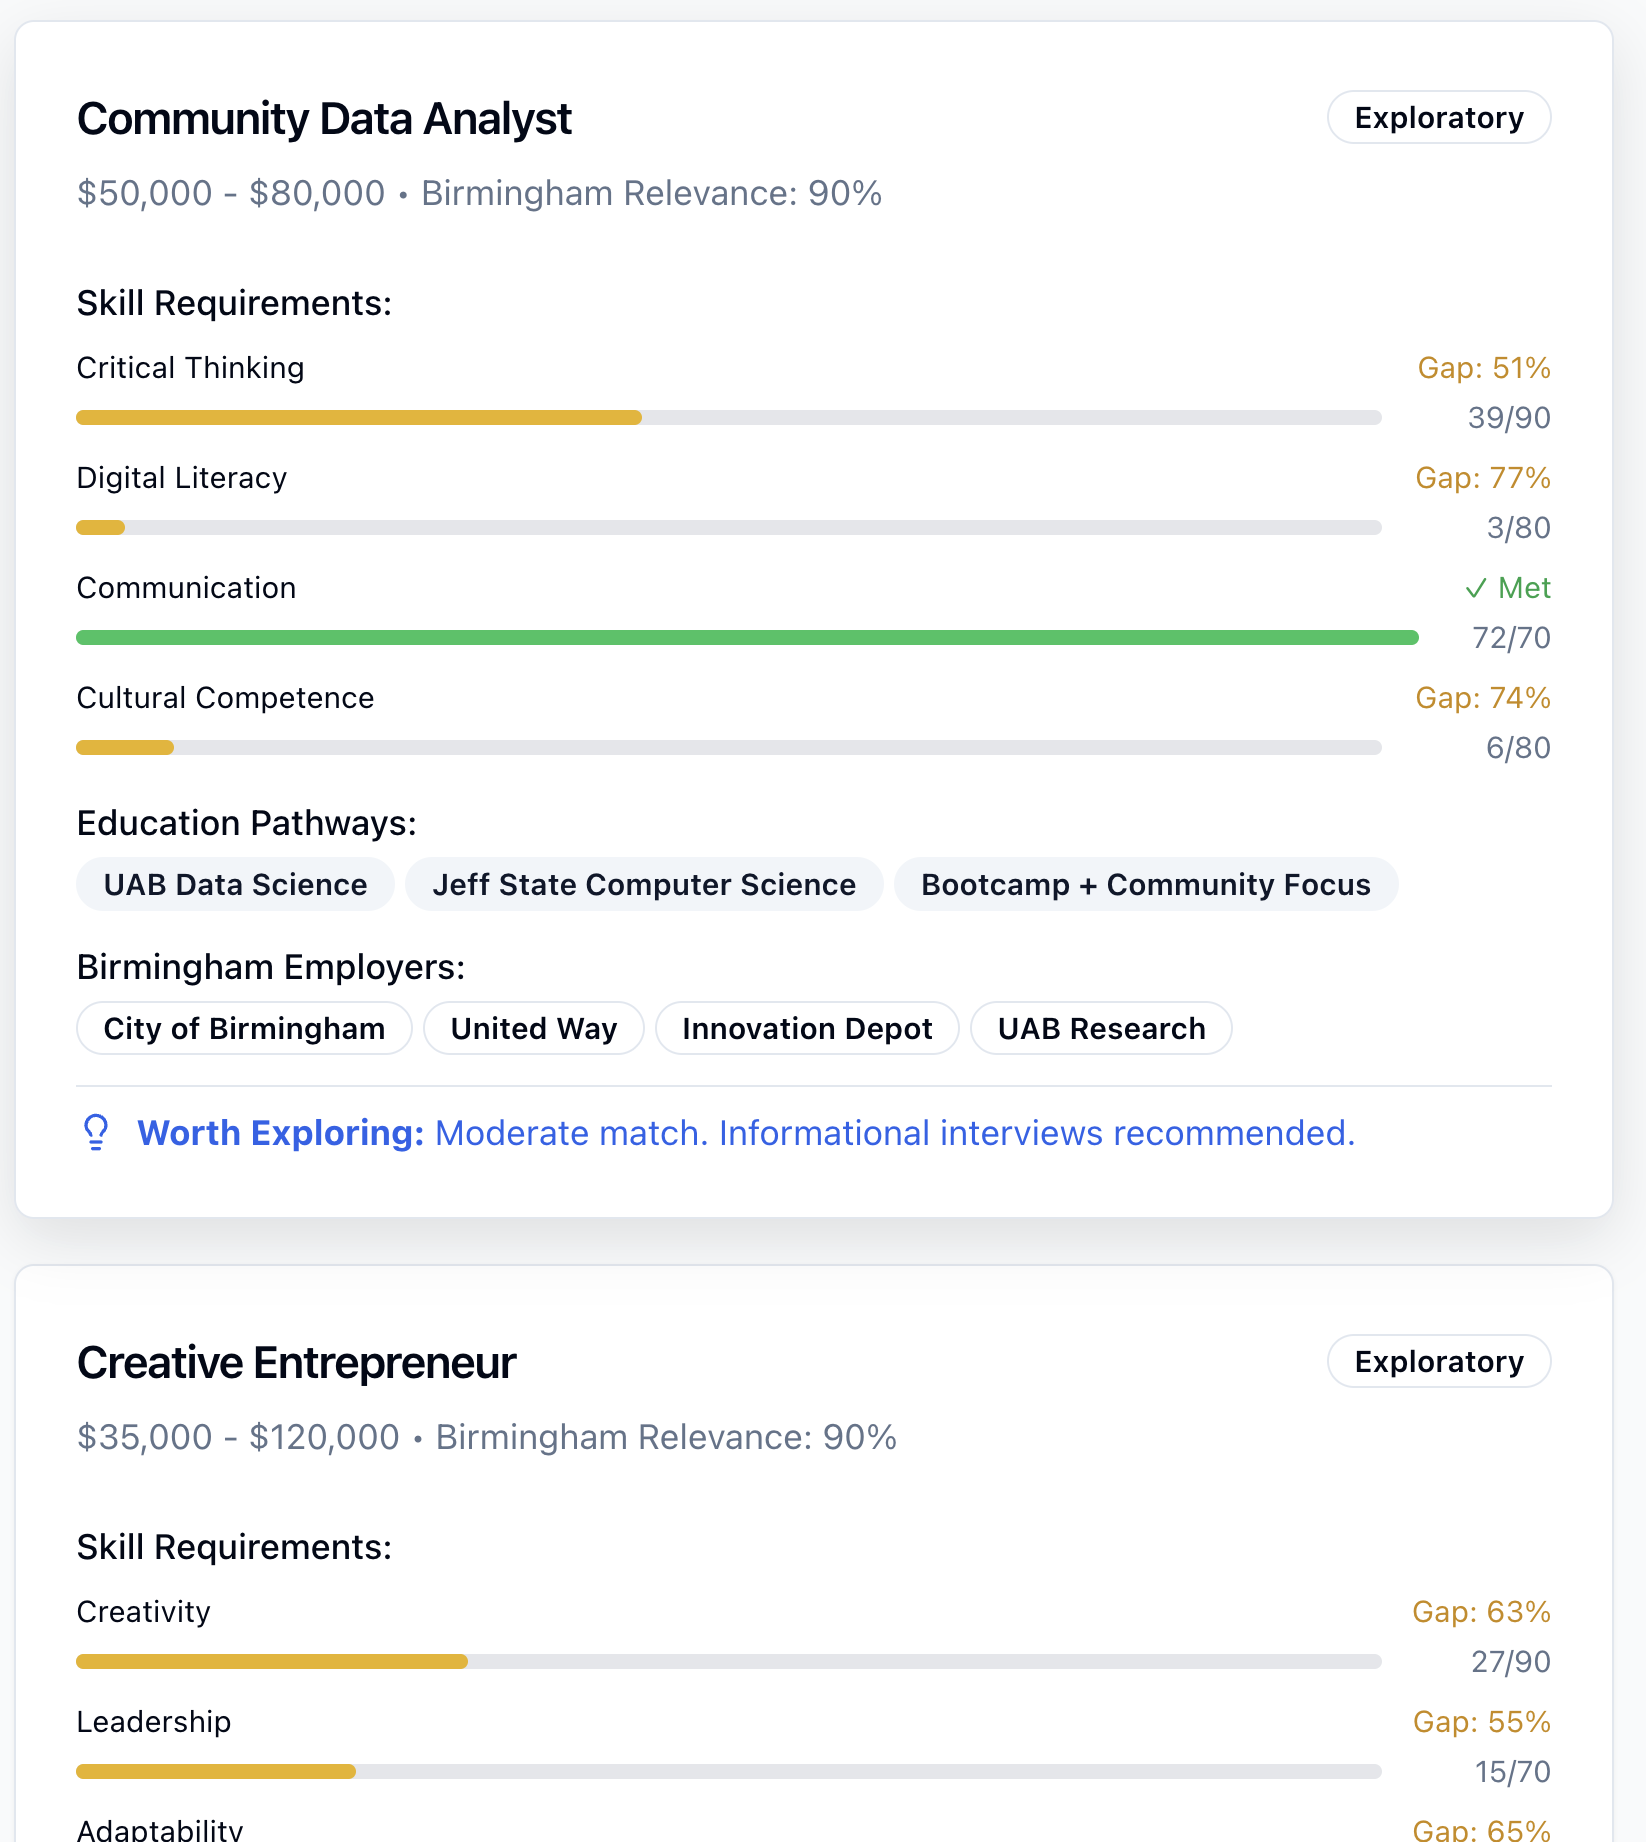 Community Data Analyst
Exploratory
$50,000 - $80,000 • Birmingham Relevance: 90%
Skill Requirements:
Critical Thinking
Gap: 51%
39/90
Digital Literacy
Gap: 77%
3/80
Communication
✓ Met
72/70
Cultural Competence
Gap: 74%
6/80
Education Pathways:
UAB Data Science
Jeff State Computer Science
Bootcamp + Community Focus
Birmingham Employers:
City of Birmingham
United Way
Innovation Depot
UAB Research
Worth Exploring: Moderate match. Informational interviews recommended.
Creative Entrepreneur
Exploratory
$35,000 - $120,000 • Birmingham Relevance: 90%
Skill Requirements:
Creativity
Gap: 63%
27/90
Leadership
Gap: 55%
15/70
Adaptability
Gap: 65%